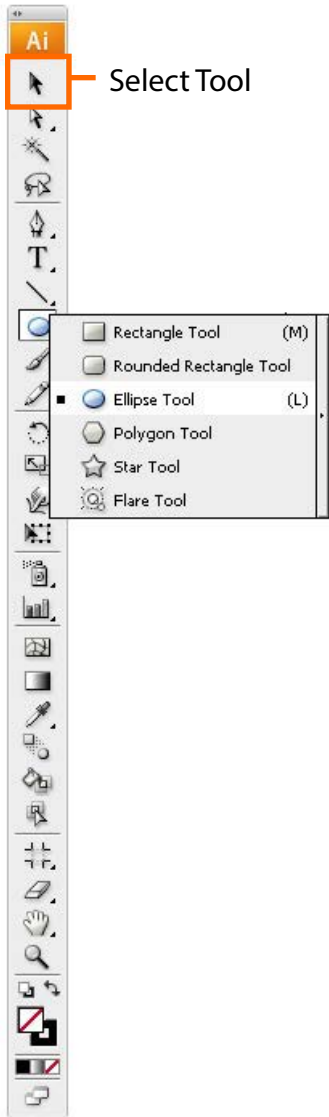 Ai
Select Tool
T
Rectangle Tool (M)
Rounded Rectangle Tool
Ellipse Tool (L)
Polygon Tool
Star Tool
Flare Tool